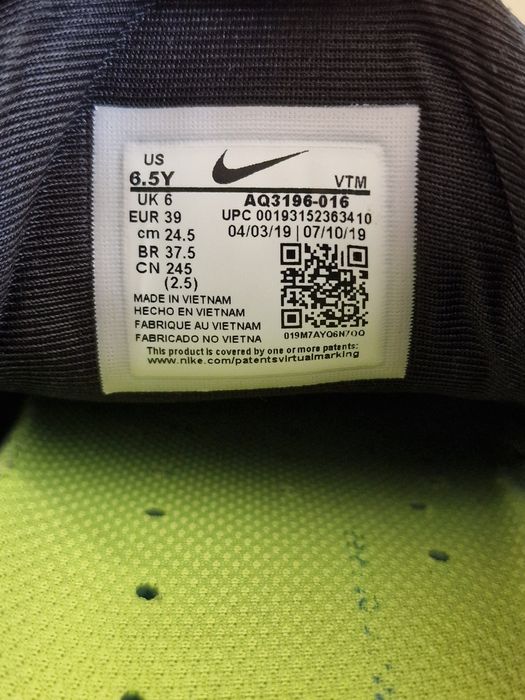 US
6.5Y
VTM
UK 6
AQ3196-016
EUR 39
UPC 00193152363410
cm 24.5
04/03/19 | 07/10/19
BR 37.5
CN 245
(2.5)
MADE IN VIETNAM
HECHO EN VIETNAM
FABRIQUE AU VIETNAM
FABRICADO NO VIETNA
019M7AYQ6N7QQ
This product is covered by one or more patents:
www.nike.com/patentsvirtualmarking